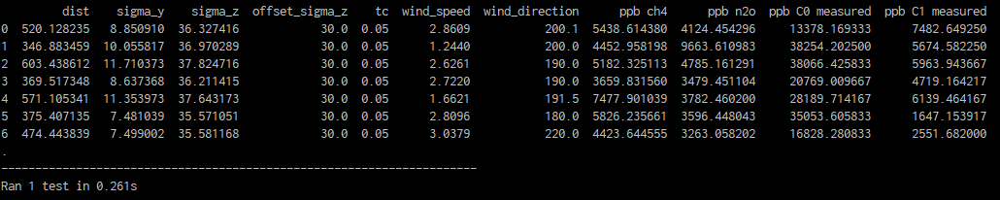 dist sigma_y sigma_z offset_sigma_z tc wind_speed wind_direction ppb ch4 ppb n2o ppb C0 measured ppb C1 measured
0 520.128235 8.850910 36.327416 30.0 0.05 2.8609 200.1 5438.614380 4124.454296 13378.169333 7482.649250
1 346.883459 10.055817 36.970289 30.0 0.05 1.2440 200.0 4452.958198 9663.610983 38254.202500 5674.582250
2 603.438612 11.710373 37.824716 30.0 0.05 2.6261 190.0 5182.325113 4785.161291 38066.425833 5963.943667
3 369.517348 8.637368 36.211415 30.0 0.05 2.7220 190.0 3659.831560 3479.451104 20769.009667 4719.164217
4 571.105341 11.353973 37.643173 30.0 0.05 1.6621 191.5 7477.901039 3782.460200 28189.714167 6139.464167
5 375.407135 7.481039 35.571051 30.0 0.05 2.8096 180.0 5826.235661 3596.448043 35053.605833 1647.153917
6 474.443839 7.499002 35.581168 30.0 0.05 3.0379 220.0 4423.644555 3263.058202 16828.280833 2551.682000
.
----------------------------------------------------------------------
Ran 1 test in 0.261s